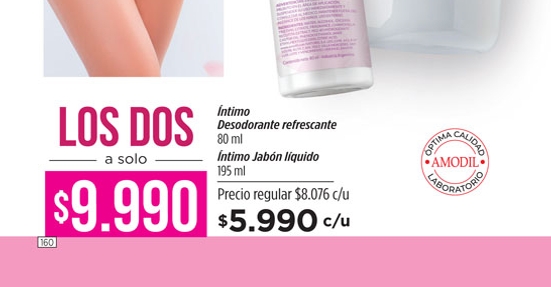 LOS DOS
a solo
$9.990
Íntimo
Desodorante refrescante
80 ml
Íntimo Jabón líquido
195 ml
Precio regular $8.076 c/u
$5.990 c/u
ÓPTIMA CALIDAD
• AMODIL •
LABORATORIO
160